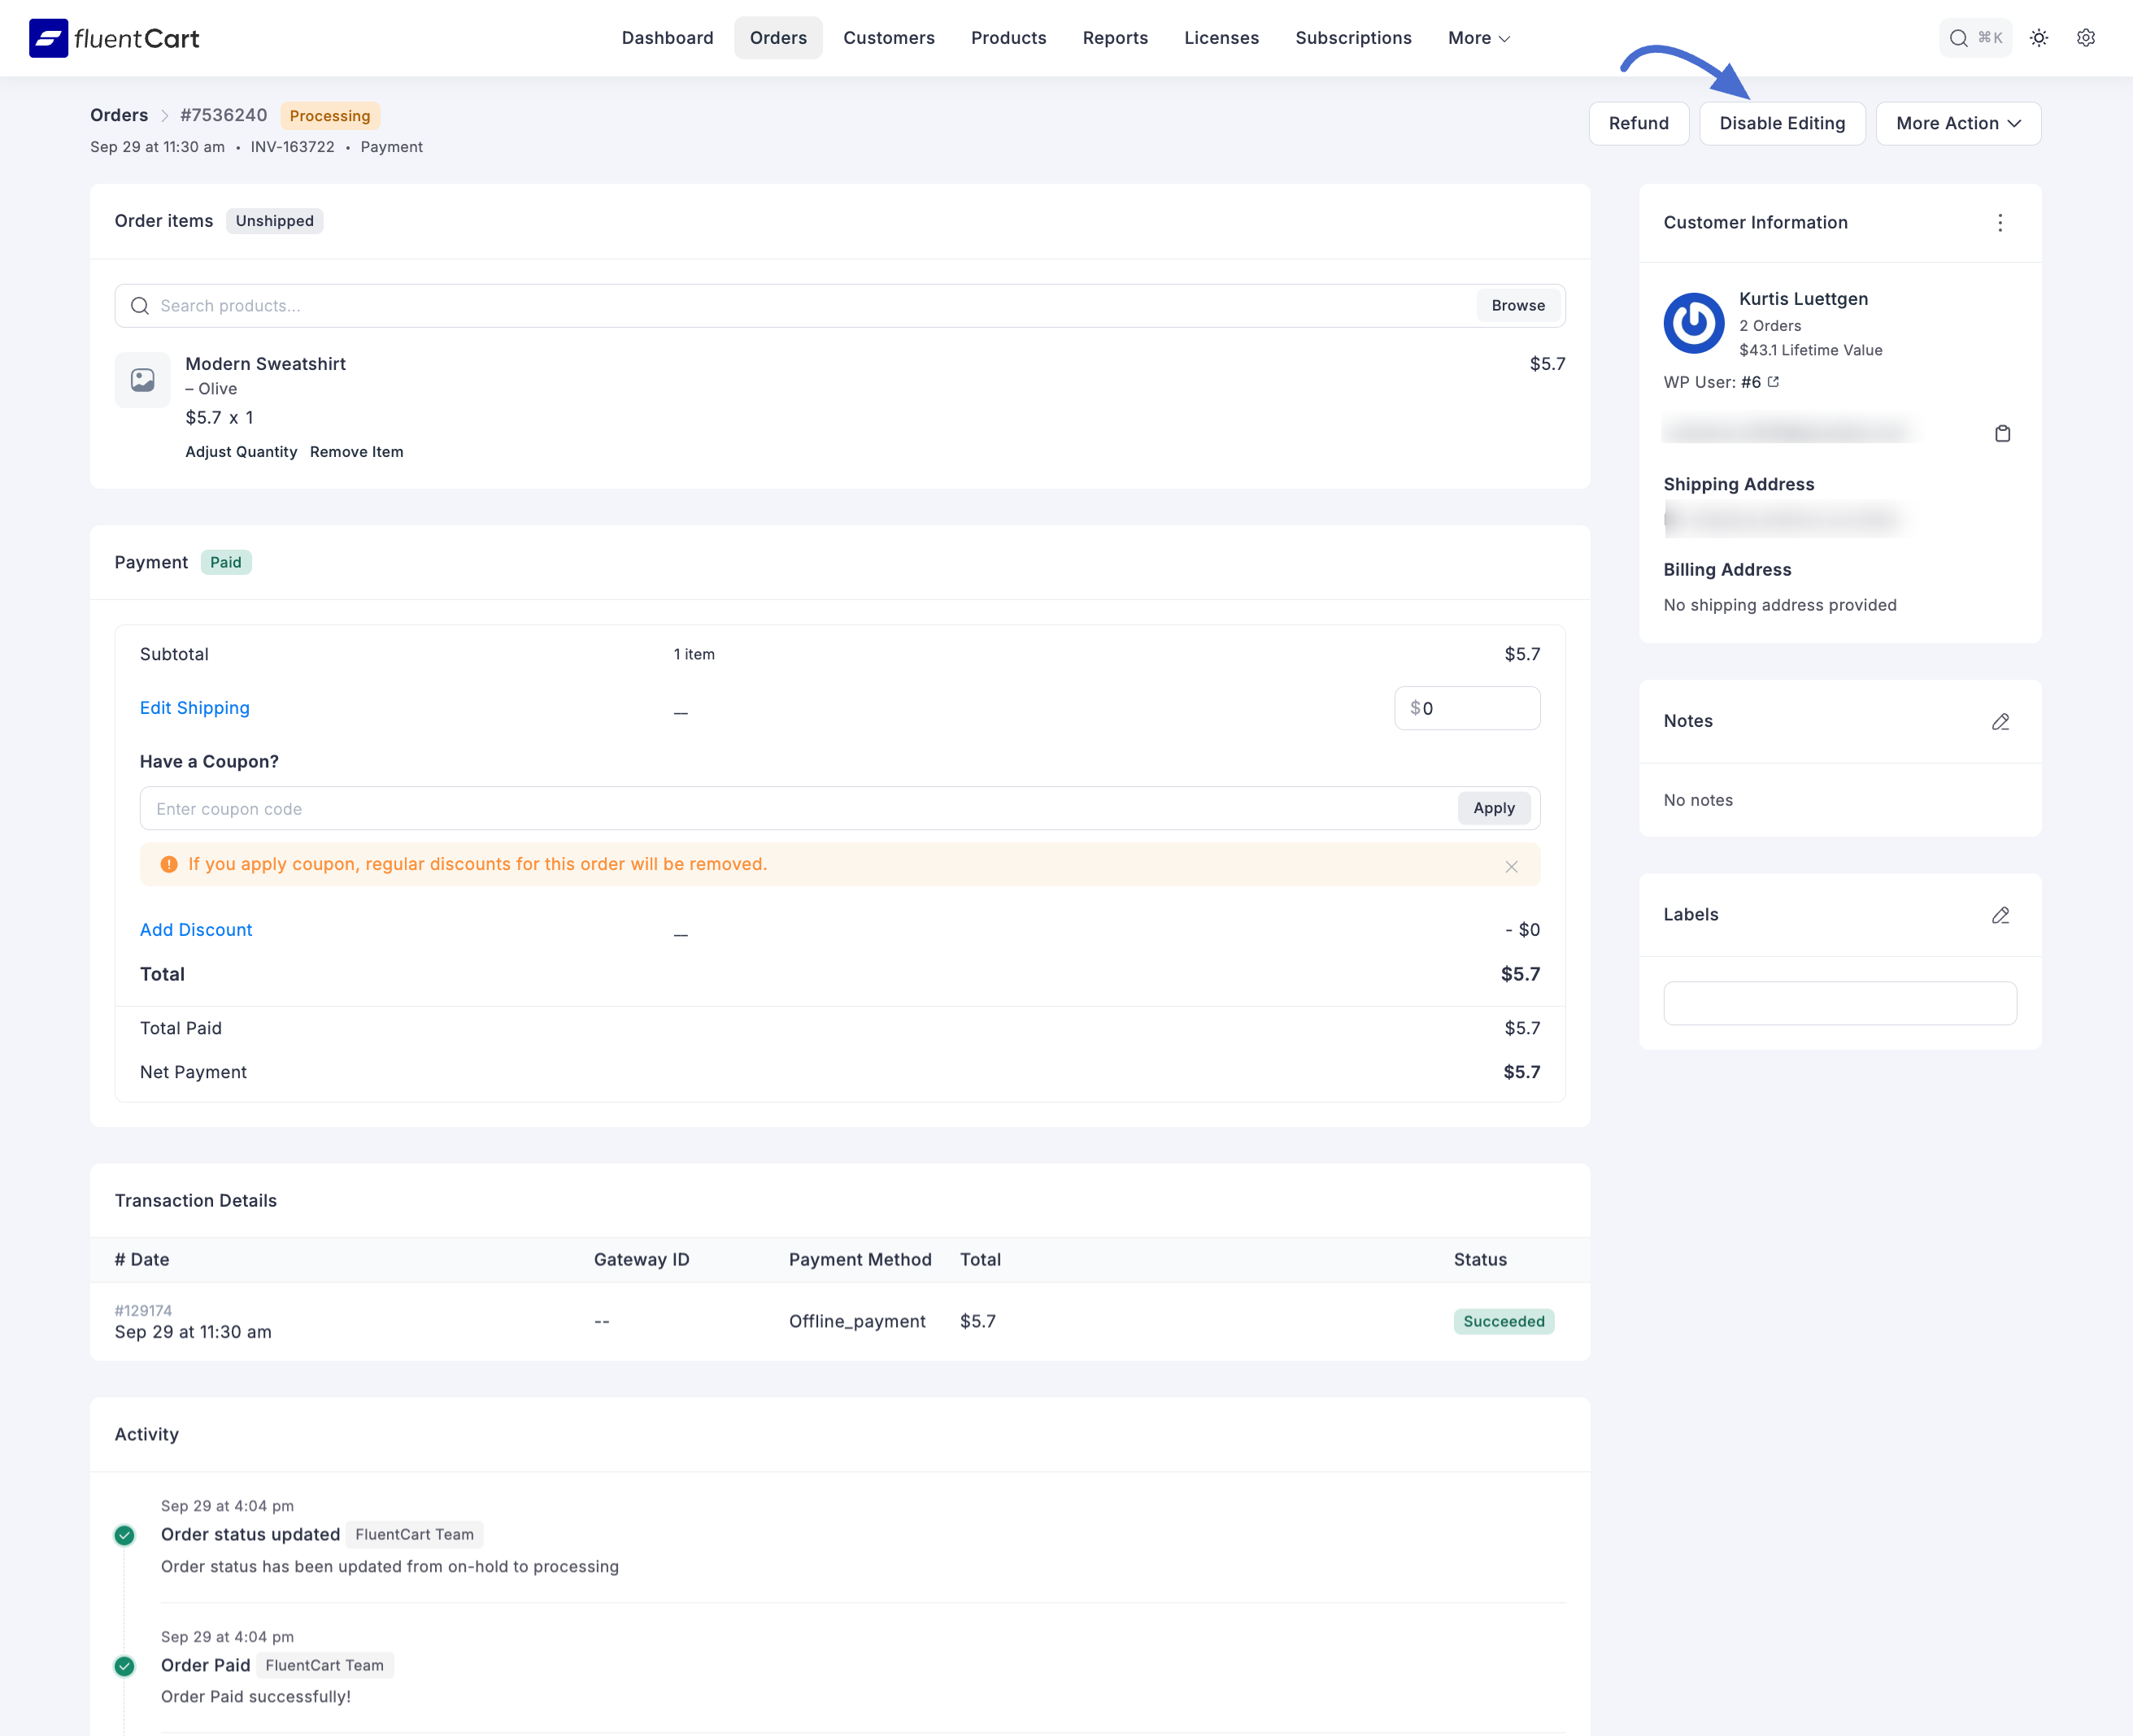 fluentCart
Dashboard Orders Customers Products Reports Licenses Subscriptions More
⌘K
Orders #7536240 Processing
Sep 29 at 11:30 am • INV-163722 • Payment
Refund Disable Editing More Action
Order items Unshipped
Search products... Browse
Modern Sweatshirt $5.7
– Olive
$5.7 x 1
Adjust Quantity Remove Item
Payment Paid
Subtotal 1 item $5.7
Edit Shipping __ $0
Have a Coupon?
Enter coupon code Apply
If you apply coupon, regular discounts for this order will be removed.
Add Discount __ - $0
Total $5.7
Total Paid $5.7
Net Payment $5.7
Transaction Details
# Date Gateway ID Payment Method Total Status
#129174
Sep 29 at 11:30 am -- Offline_payment $5.7 Succeeded
Activity
Sep 29 at 4:04 pm
Order status updated FluentCart Team
Order status has been updated from on-hold to processing
Sep 29 at 4:04 pm
Order Paid FluentCart Team
Order Paid successfully!
Customer Information
Kurtis Luettgen
2 Orders
$43.1 Lifetime Value
WP User: #6
Shipping Address
Billing Address
No shipping address provided
Notes
No notes
Labels